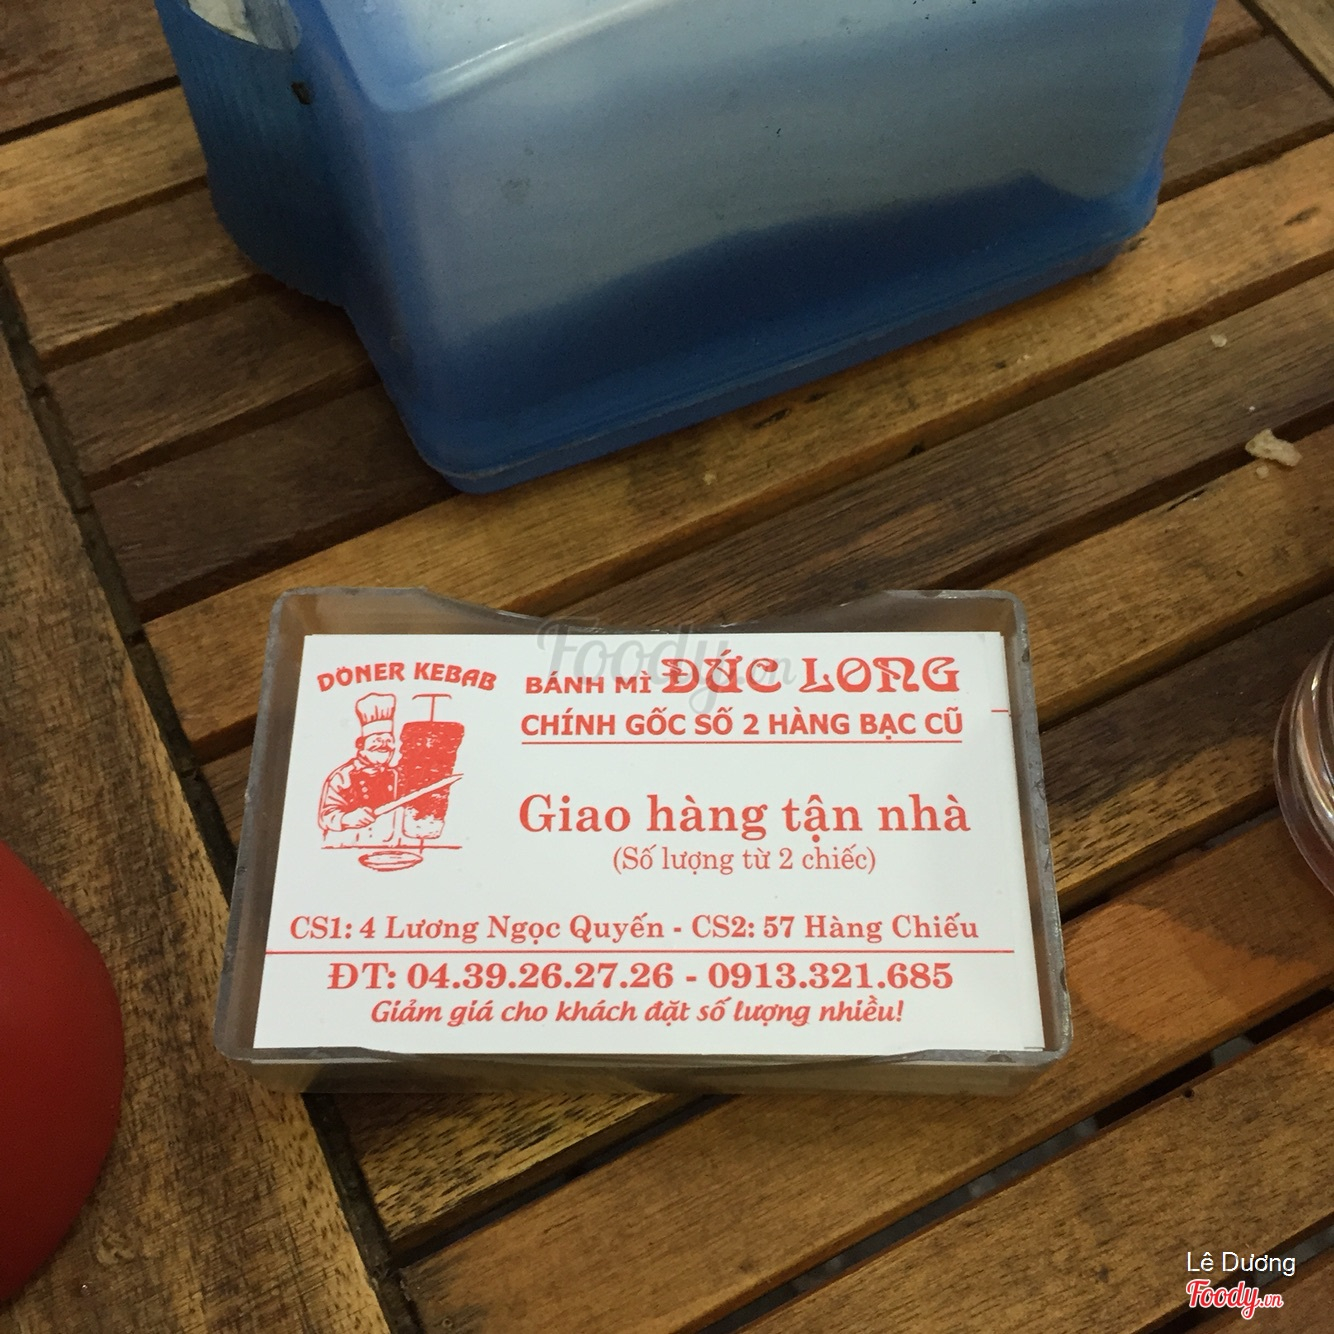 DÖNER KEBAB
BÁNH MÌ ĐỨC LONG
CHÍNH GỐC SỐ 2 HÀNG BẠC CŨ
Giao hàng tận nhà
(Số lượng từ 2 chiếc)
CS1: 4 Lương Ngọc Quyến - CS2: 57 Hàng Chiếu
ĐT: 04.39.26.27.26 - 0913.321.685
Giảm giá cho khách đặt số lượng nhiều!
Foody.vn
Lê Dương
Foody.vn